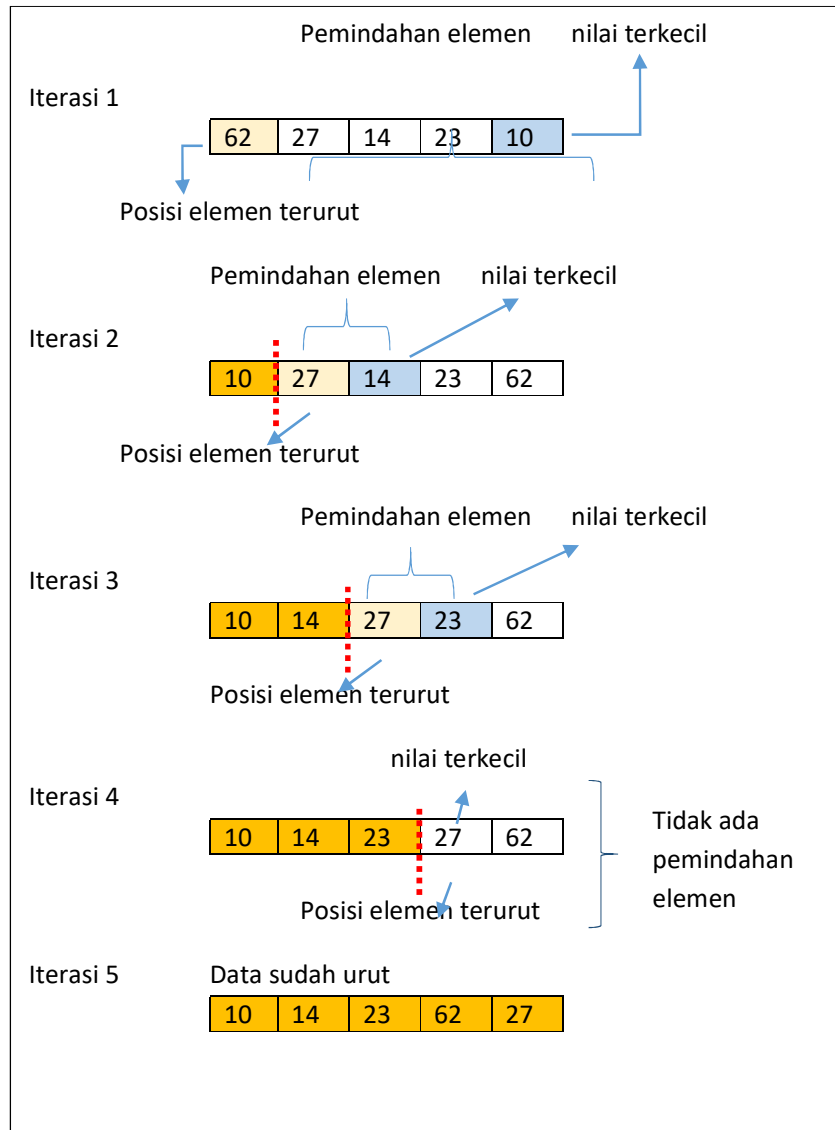 Pemindahan elemen nilai terkecil
Iterasi 1
62 27 14 23 10
Posisi elemen terurut
Pemindahan elemen nilai terkecil
Iterasi 2
10 27 14 23 62
Posisi elemen terurut
Pemindahan elemen nilai terkecil
Iterasi 3
10 14 27 23 62
Posisi elemen terurut
nilai terkecil
Iterasi 4
10 14 23 27 62
Tidak ada
pemindahan
elemen
Posisi elemen terurut
Iterasi 5 Data sudah urut
10 14 23 62 27